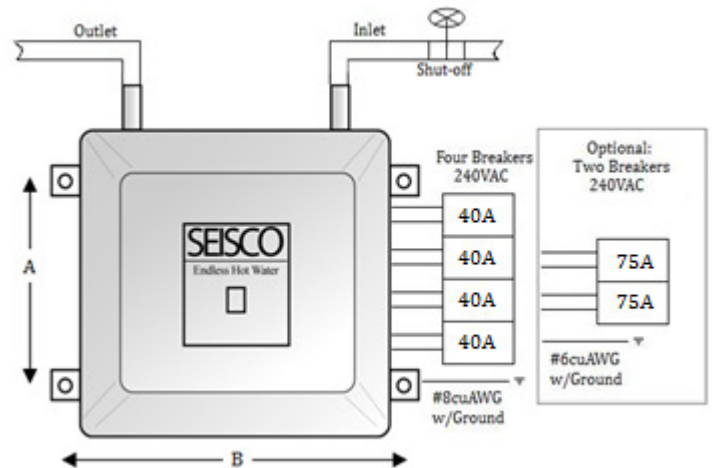 Outlet
Inlet
Shut-off
Four Breakers
240VAC
Optional:
Two Breakers
240VAC
A
SEISCO
Endless Hot Water
40A
40A
40A
40A
75A
75A
#6cuAWG
w/Ground
#8cuAWG
w/Ground
B